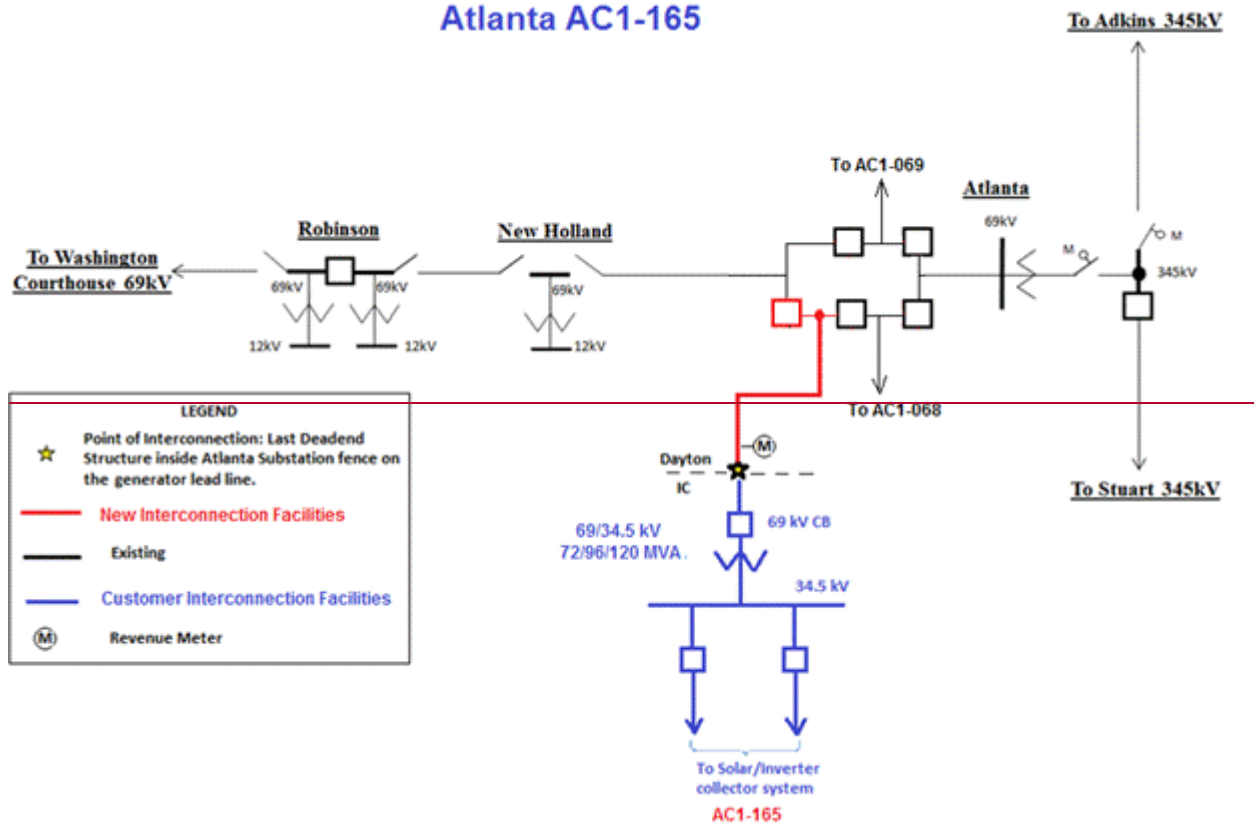 Atlanta AC1-165
To Adkins 345kV
To AC1-069
Atlanta
69kV
M
M
345kV
Robinson
New Holland
To Washington
Courthouse 69kV
69kV
69kV
69kV
12kV
12kV
12kV
To AC1-068
To Stuart 345kV
LEGEND
Point of Interconnection: Last Deadend
Structure inside Atlanta Substation fence on
the generator lead line.
New Interconnection Facilities
Existing
Customer Interconnection Facilities
M
Revenue Meter
M
Dayton
IC
69 kV CB
69/34.5 kV
72/96/120 MVA.
34.5 kV
To Solar/Inverter
collector system
AC1-165